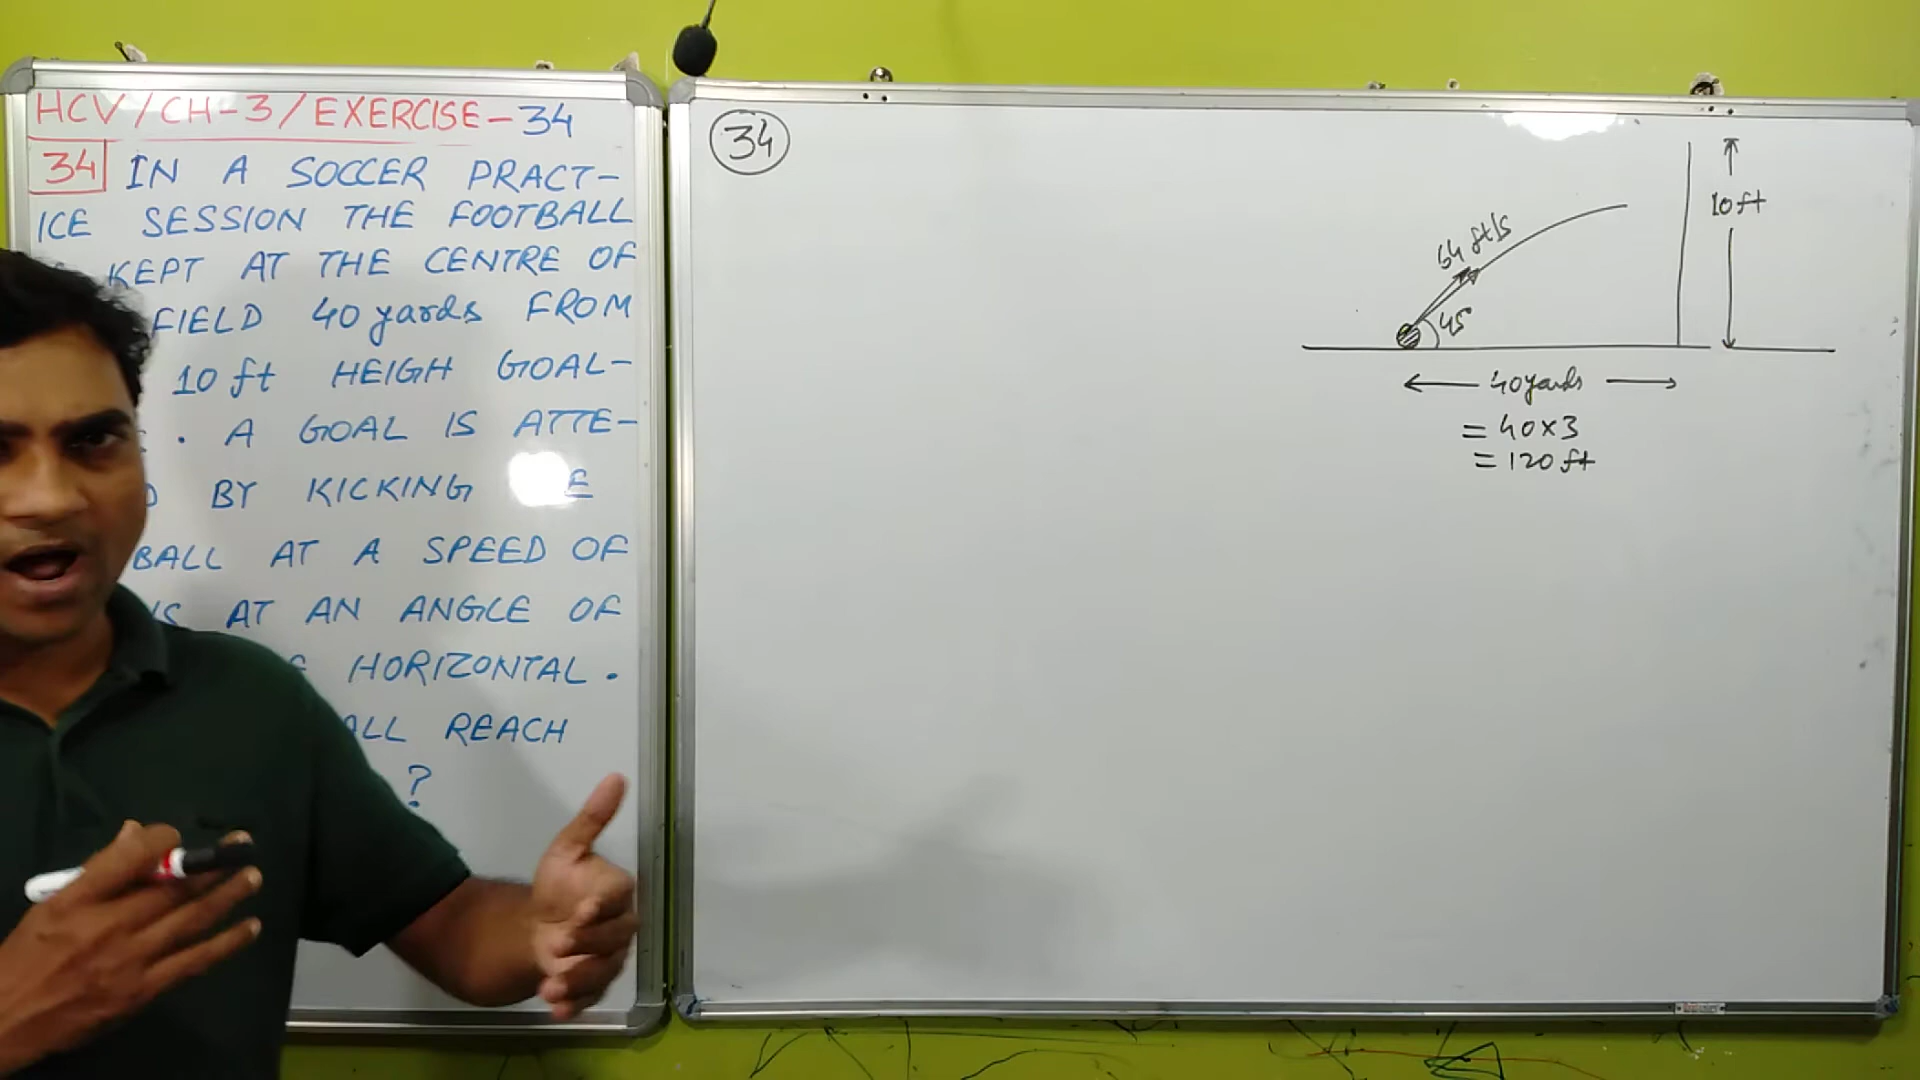 HCV/CH-3/EXERCISE-34
34 IN A SOCCER PRACT-
ICE SESSION THE FOOTBALL
KEPT AT THE CENTRE OF
FIELD 40 yards FROM
10 ft HEIGH GOAL-
. A GOAL IS ATTE-
BY KICKING
BALL AT A SPEED OF
AT AN ANGLE OF
HORIZONTAL.
REACH
?
34
10 ft
64 ft/s
45
40 yards
= 40×3
= 120 ft